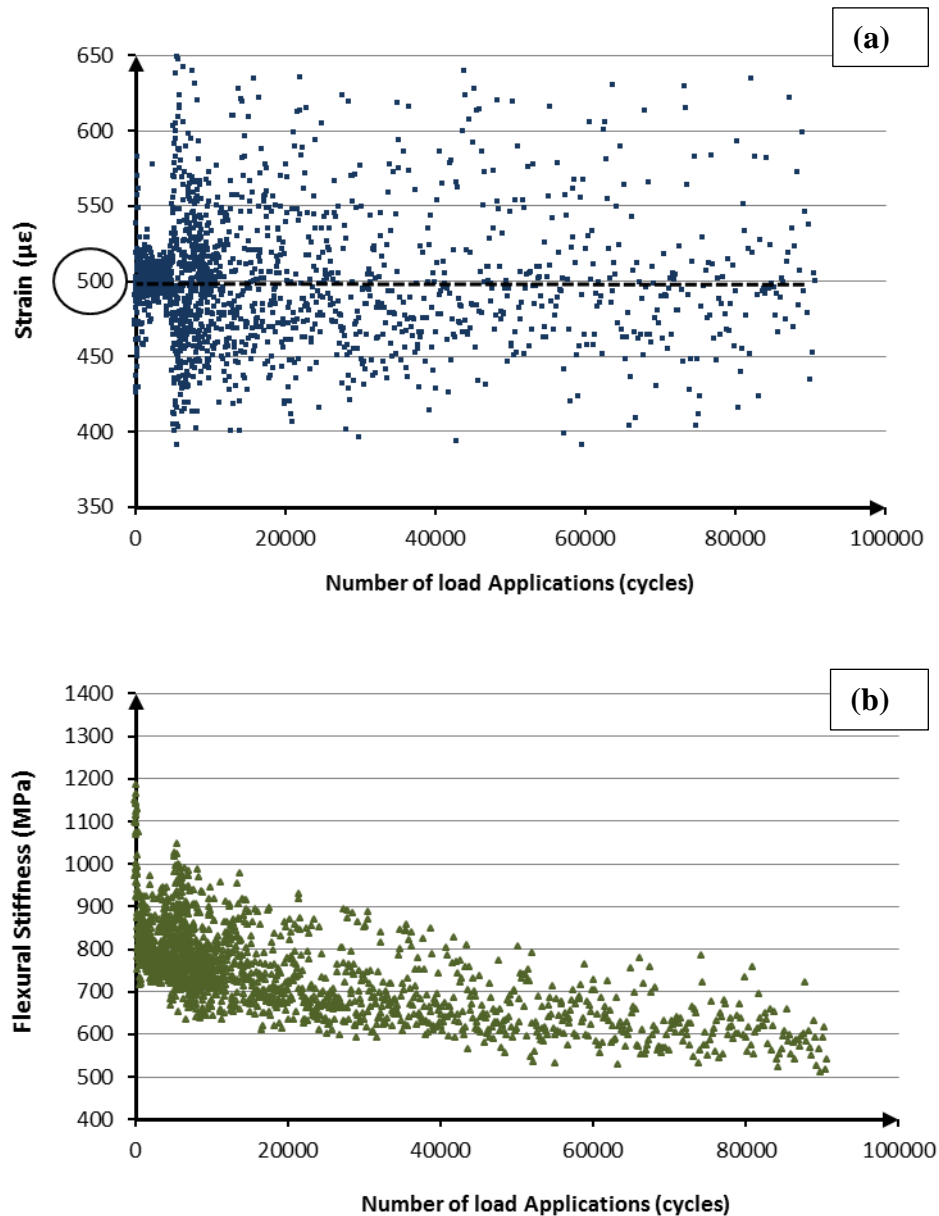 (a)
650
600
550
500
450
400
350
Strain (µε)
0 20000 40000 60000 80000 100000
Number of load Applications (cycles)
(b)
1400
1300
1200
1100
1000
900
800
700
600
500
400
Flexural Stiffness (MPa)
0 20000 40000 60000 80000 100000
Number of load Applications (cycles)